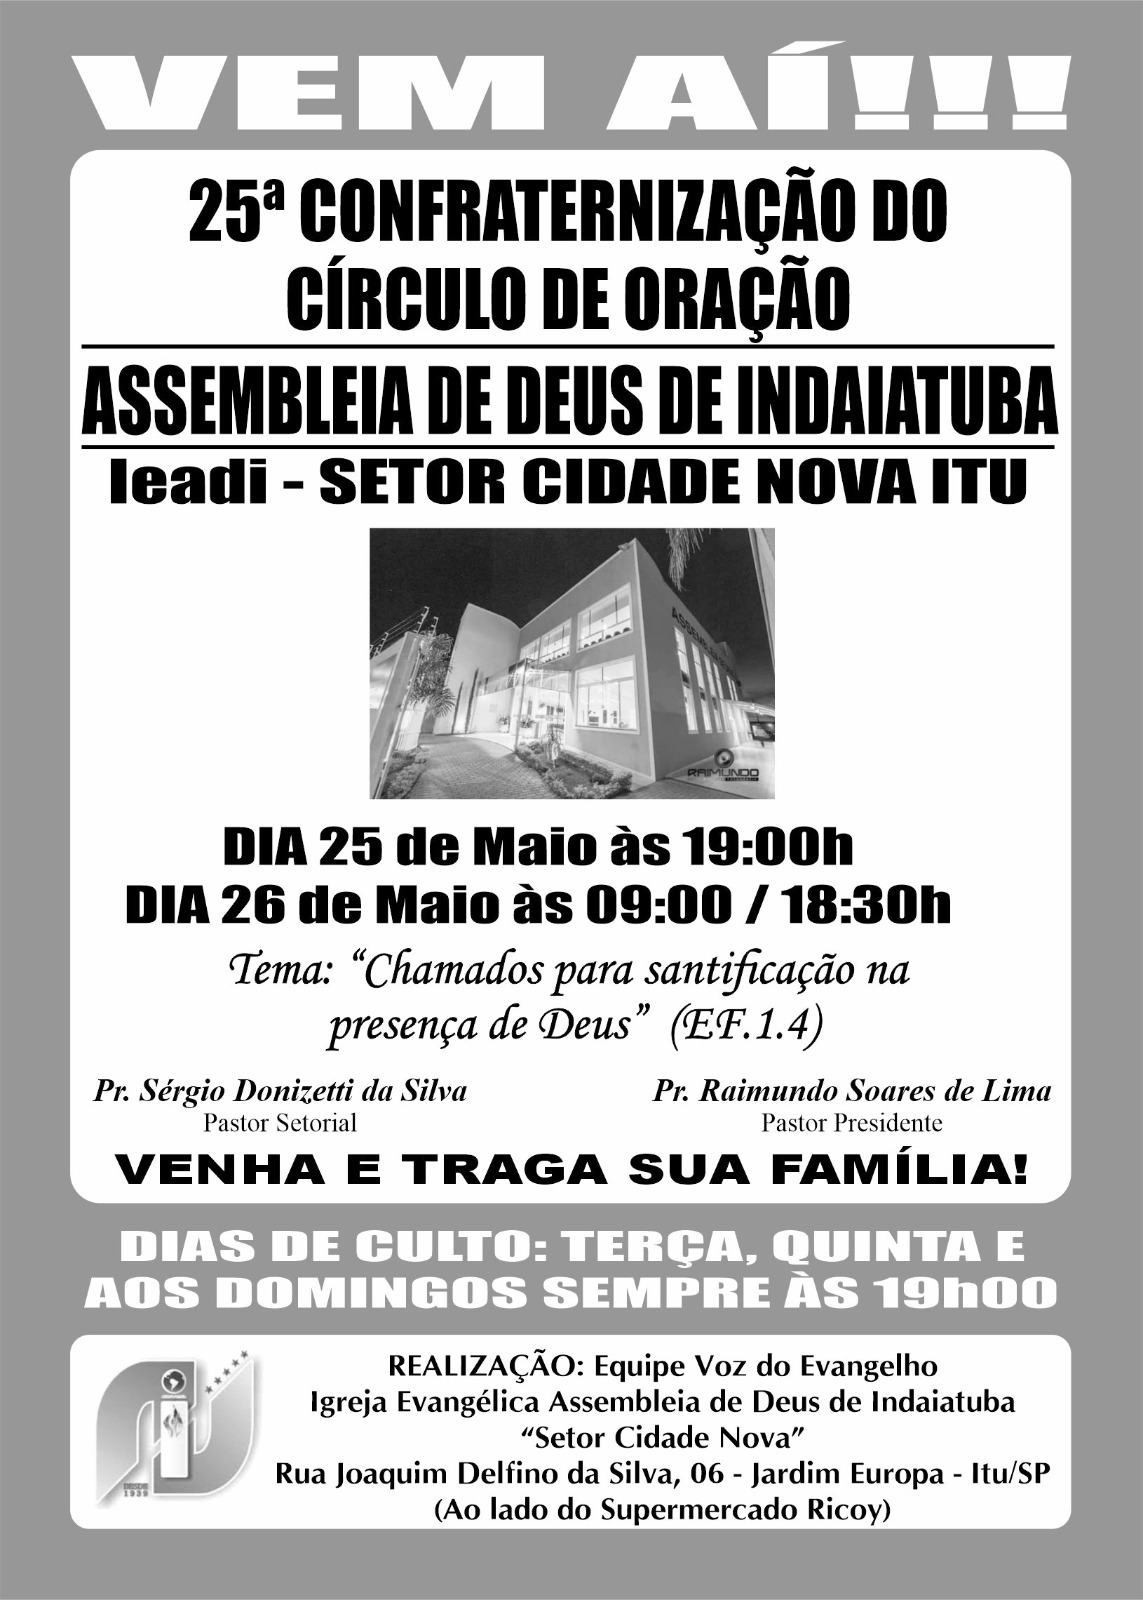 VEM AÍ!!!
25ª CONFRATERNIZAÇÃO DO
CÍRCULO DE ORAÇÃO
ASSEMBLEIA DE DEUS DE INDAIATUBA
Ieadi - SETOR CIDADE NOVA ITU
ASSEMBLEIA
RAIMUNDO
DIA 25 de Maio às 19:00h
DIA 26 de Maio às 09:00 / 18:30h
Tema: “Chamados para santificação na
presença de Deus” (EF.1.4)
Pr. Sérgio Donizetti da Silva
Pastor Setorial
Pr. Raimundo Soares de Lima
Pastor Presidente
VENHA E TRAGA SUA FAMÍLIA!
DIAS DE CULTO: TERÇA, QUINTA E
AOS DOMINGOS SEMPRE ÀS 19h00
DESDE
1939
REALIZAÇÃO: Equipe Voz do Evangelho
Igreja Evangélica Assembleia de Deus de Indaiatuba
“Setor Cidade Nova”
Rua Joaquim Delfino da Silva, 06 - Jardim Europa - Itu/SP
(Ao lado do Supermercado Ricoy)